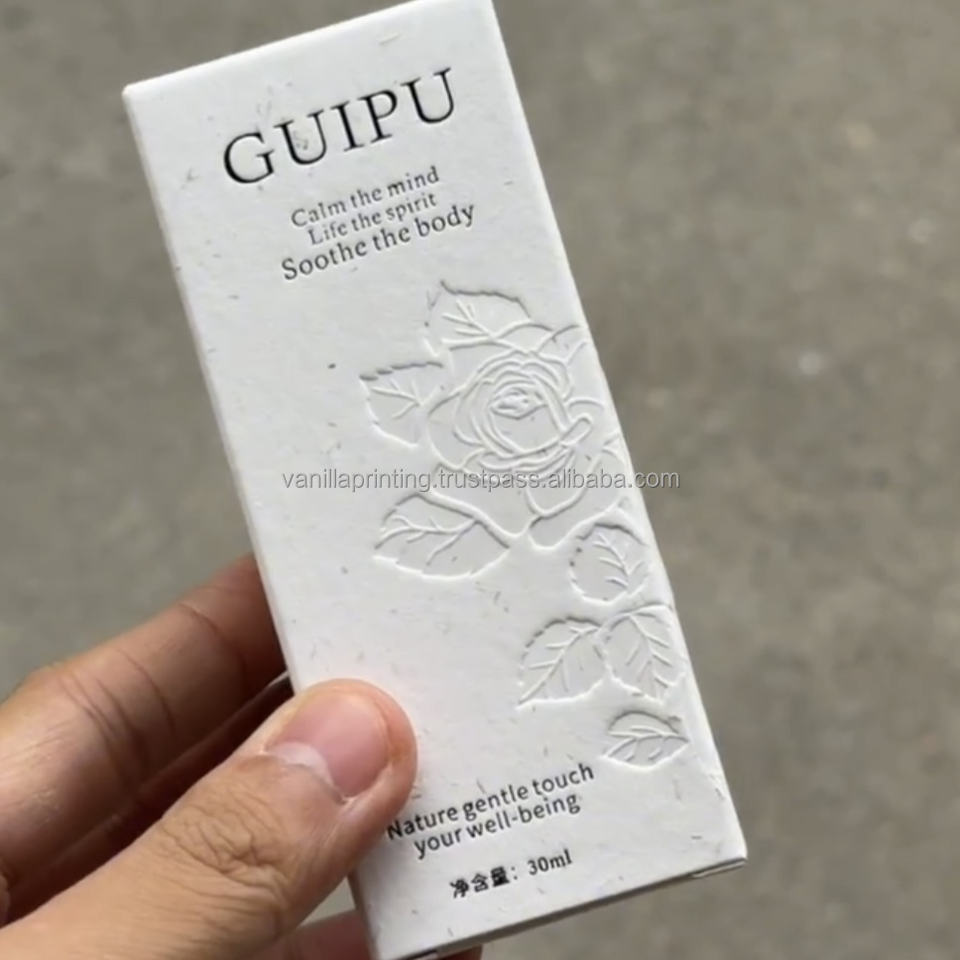 GUIPU
Calm the mind
Life the spirit
Soothe the body
vanillaprinting.trustpass.alibaba.com
Nature gentle touch
your well-being
净含量：30ml